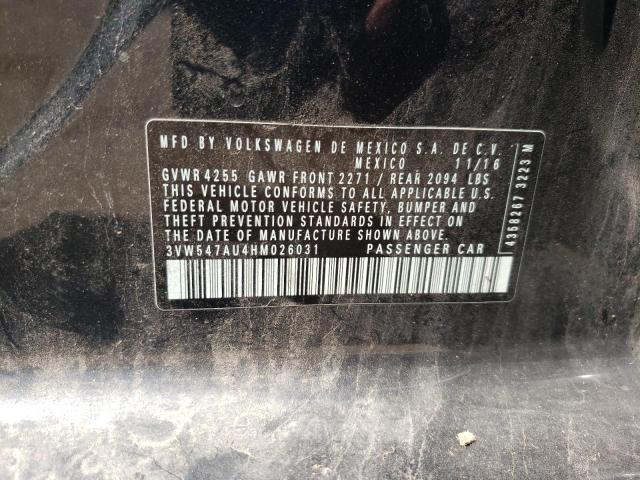 MFD BY VOLKSWAGEN DE MEXICO S.A. DE C.V.
MEXICO 11/16
GVWR 4255 GAWR FRONT 2271 / REAR 2094 LBS
THIS VEHICLE CONFORMS TO ALL APPLICABLE U.S.
FEDERAL MOTOR VEHICLE SAFETY, BUMPER AND
THEFT PREVENTION STANDARDS IN EFFECT ON
THE DATE OF MANUFACTURE SHOWN ABOVE.
3VW547AU4HM026031 PASSENGER CAR
4358267 3223 M